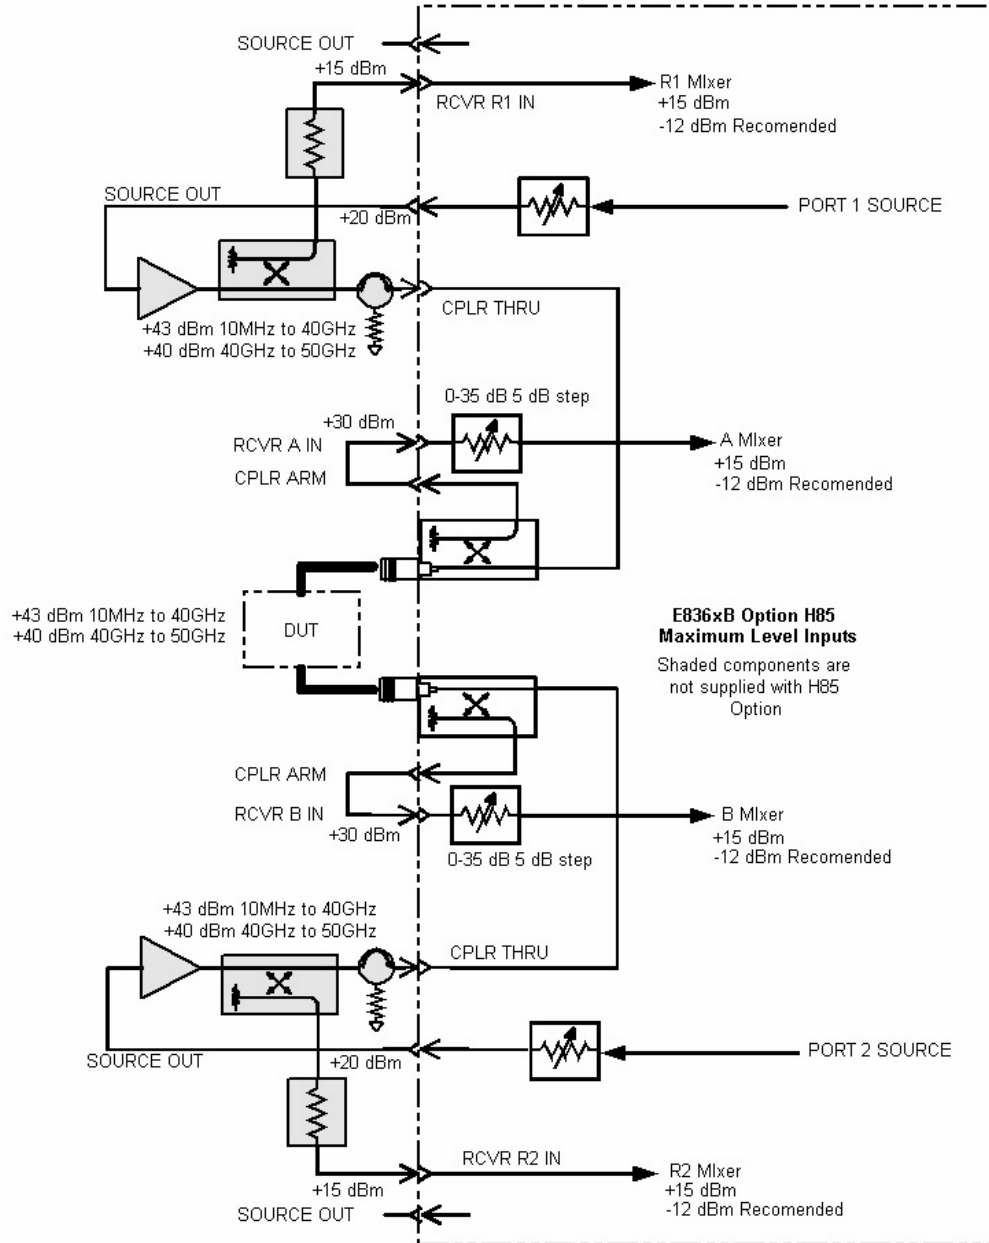 SOURCE OUT
+15 dBm
RCVR R1 IN
R1 MIxer
+15 dBm
-12 dBm Recomended
SOURCE OUT
+20 dBm
PORT 1 SOURCE
CPLR THRU
+43 dBm 10MHz to 40GHz
+40 dBm 40GHz to 50GHz
0-35 dB 5 dB step
+30 dBm
RCVR A IN
A MIxer
+15 dBm
-12 dBm Recomended
CPLR ARM
+43 dBm 10MHz to 40GHz
+40 dBm 40GHz to 50GHz
DUT
E836xB Option H85
Maximum Level Inputs
Shaded components are
not supplied with H85
Option
CPLR ARM
RCVR B IN
+30 dBm
0-35 dB 5 dB step
B MIxer
+15 dBm
-12 dBm Recomended
+43 dBm 10MHz to 40GHz
+40 dBm 40GHz to 50GHz
CPLR THRU
SOURCE OUT
+20 dBm
PORT 2 SOURCE
RCVR R2 IN
+15 dBm
R2 MIxer
+15 dBm
-12 dBm Recomended
SOURCE OUT